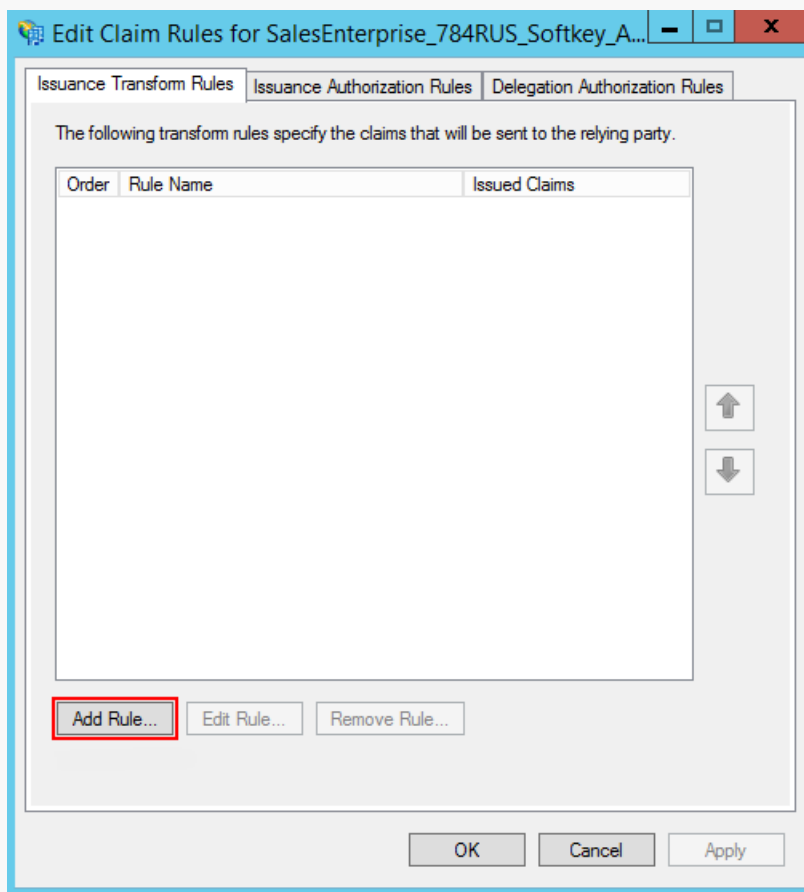 Edit Claim Rules for SalesEnterprise_784RUS_Softkey_A...
Issuance Transform Rules Issuance Authorization Rules Delegation Authorization Rules
The following transform rules specify the claims that will be sent to the relying party.
Order Rule Name Issued Claims
Add Rule... Edit Rule... Remove Rule...
OK Cancel Apply